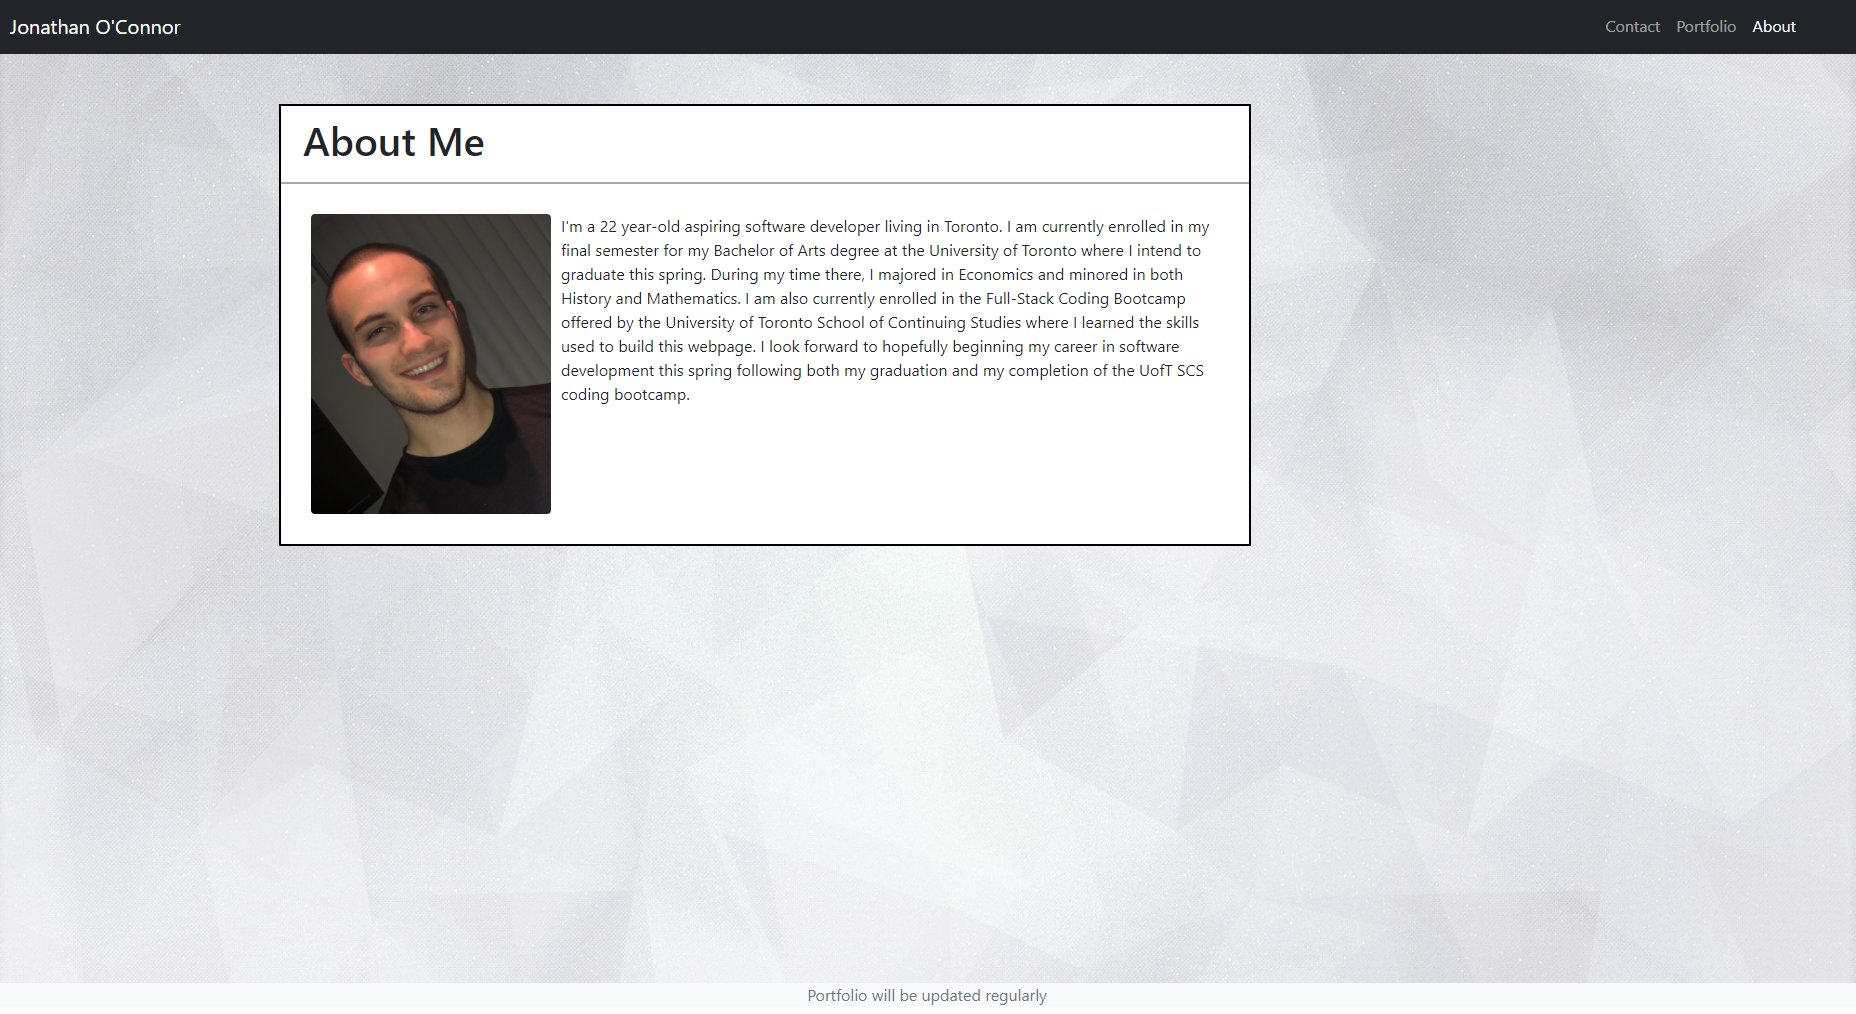 Jonathan O'Connor
Contact Portfolio About
About Me
I'm a 22 year-old aspiring software developer living in Toronto. I am currently enrolled in my
final semester for my Bachelor of Arts degree at the University of Toronto where I intend to
graduate this spring. During my time there, I majored in Economics and minored in both
History and Mathematics. I am also currently enrolled in the Full-Stack Coding Bootcamp
offered by the University of Toronto School of Continuing Studies where I learned the skills
used to build this webpage. I look forward to hopefully beginning my career in software
development this spring following both my graduation and my completion of the UofT SCS
coding bootcamp.
Portfolio will be updated regularly